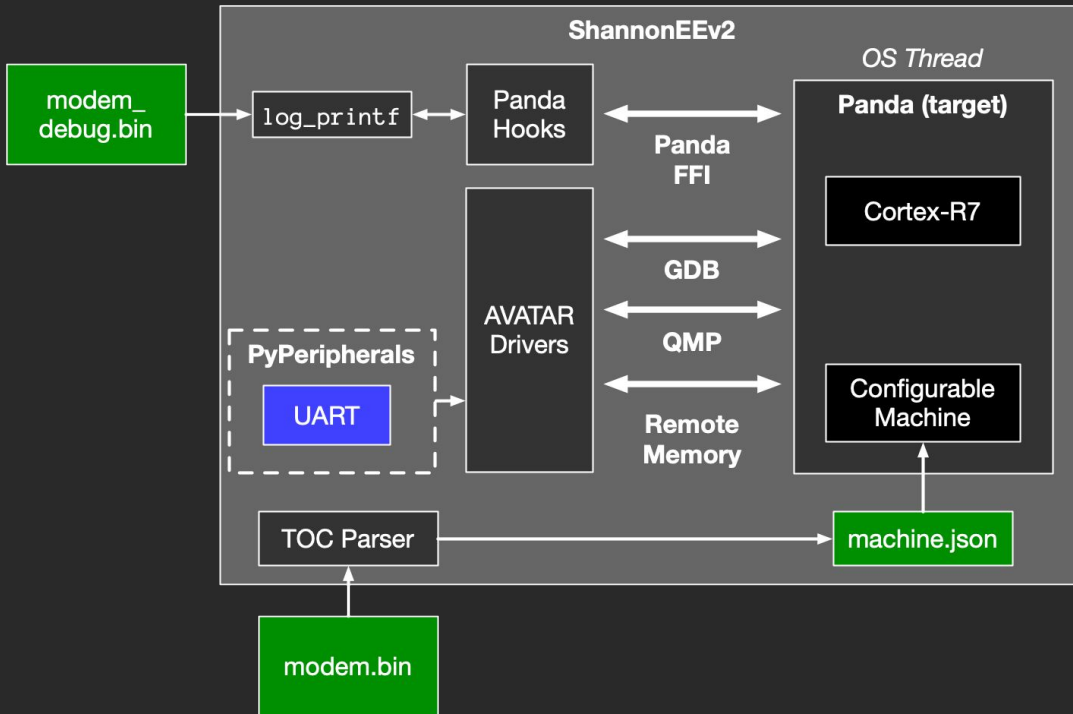 ShannonEEv2
OS Thread
modem_
debug.bin
log_printf
Panda
Hooks
Panda
FFI
Panda (target)
Cortex-R7
GDB
AVATAR
Drivers
QMP
PyPeripherals
UART
Remote
Memory
Configurable
Machine
TOC Parser
machine.json
modem.bin